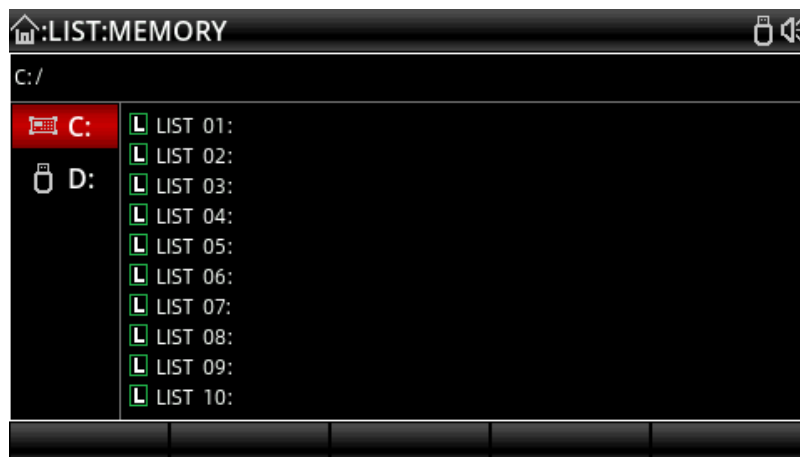 :LIST:MEMORY
C:/
C:
D:
L LIST 01:
L LIST 02:
L LIST 03:
L LIST 04:
L LIST 05:
L LIST 06:
L LIST 07:
L LIST 08:
L LIST 09:
L LIST 10: